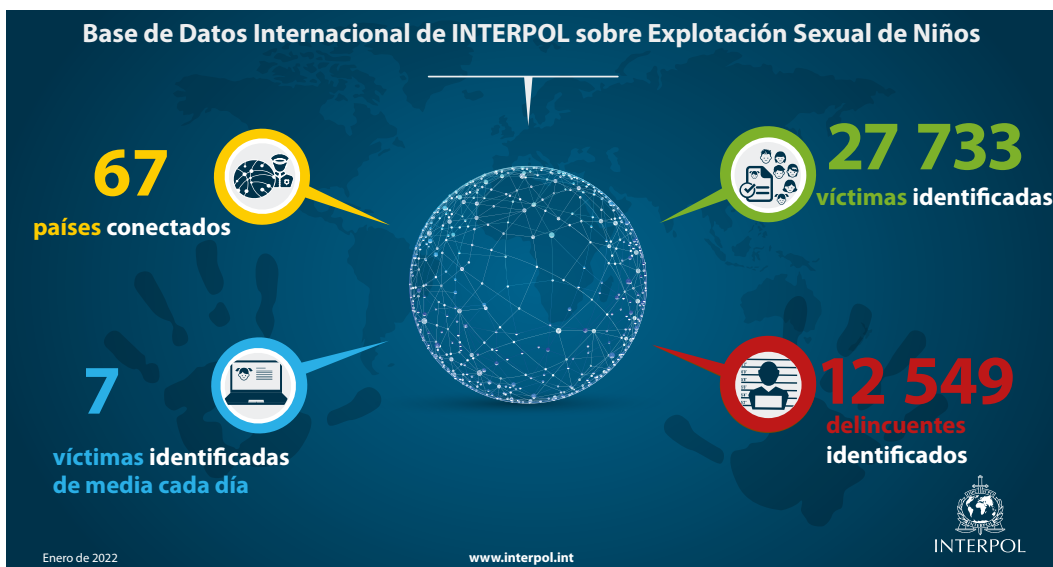 Base de Datos Internacional de INTERPOL sobre Explotación Sexual de Niños
67
países conectados
27 733
víctimas identificadas
7
víctimas identificadas
de media cada día
12 549
delincuentes
identificados
INTERPOL
Enero de 2022
www.interpol.int